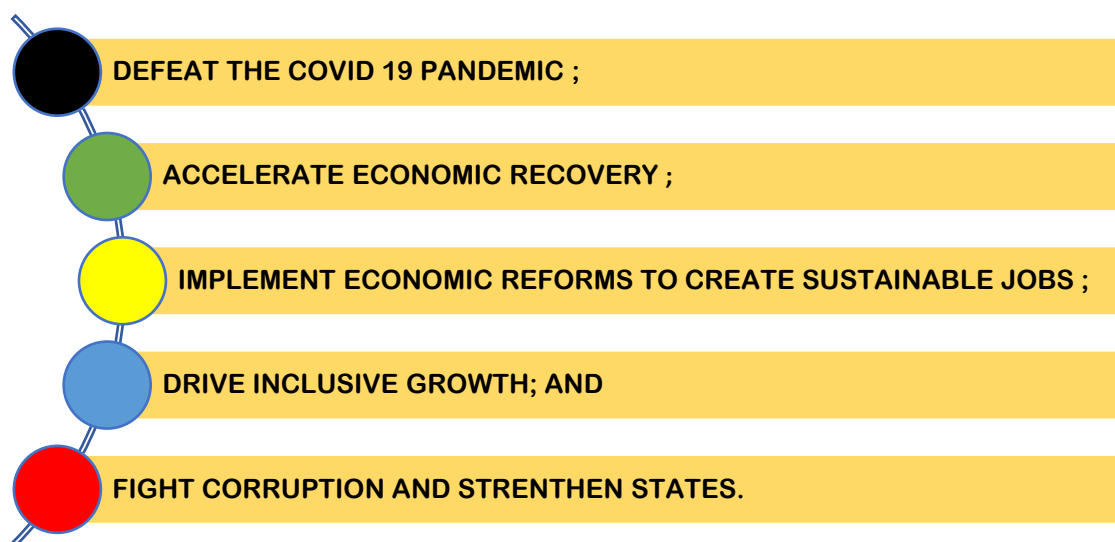 DEFEAT THE COVID 19 PANDEMIC ;
ACCELERATE ECONOMIC RECOVERY ;
IMPLEMENT ECONOMIC REFORMS TO CREATE SUSTAINABLE JOBS ;
DRIVE INCLUSIVE GROWTH; AND
FIGHT CORRUPTION AND STRENTHEN STATES.